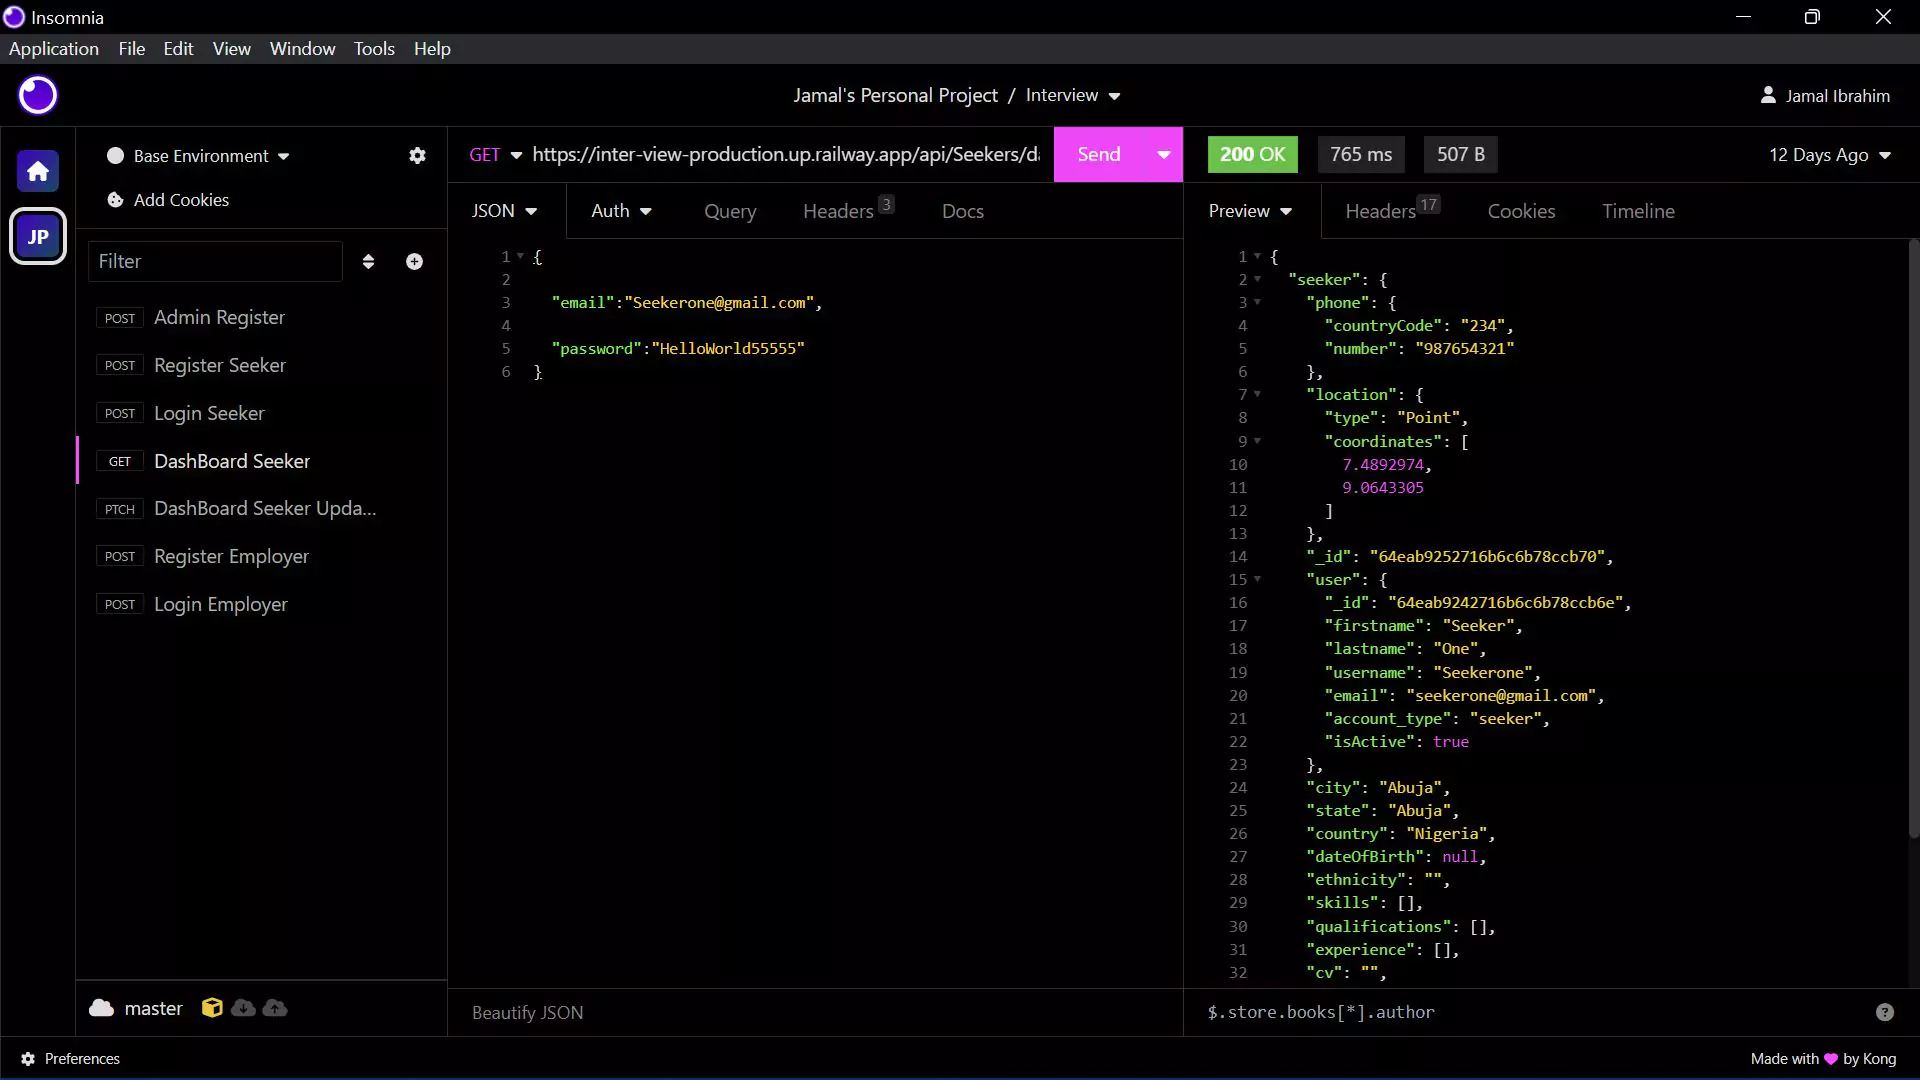 Insomnia
Application File Edit View Window Tools Help
Jamal's Personal Project / Interview
Jamal Ibrahim
JP
Base Environment
Add Cookies
Filter
POST Admin Register
POST Register Seeker
POST Login Seeker
GET DashBoard Seeker
PTCH DashBoard Seeker Upda...
POST Register Employer
POST Login Employer
master
GET https://inter-view-production.up.railway.app/api/Seekers/d
Send
JSON Auth Query Headers 3 Docs
1 {
2
3 "email":"Seekerone@gmail.com",
4
5 "password":"HelloWorld55555"
6 }
Beautify JSON
200 OK 765 ms 507 B 12 Days Ago
Preview Headers 17 Cookies Timeline
1 {
2 "seeker": {
3 "phone": {
4 "countryCode": "234",
5 "number": "987654321"
6 },
7 "location": {
8 "type": "Point",
9 "coordinates": [
10 7.4892974,
11 9.0643305
12 ]
13 },
14 "_id": "64eab9252716b6c6b78ccb70",
15 "user": {
16 "_id": "64eab9242716b6c6b78ccb6e",
17 "firstname": "Seeker",
18 "lastname": "One",
19 "username": "Seekerone",
20 "email": "seekerone@gmail.com",
21 "account_type": "seeker",
22 "isActive": true
23 },
24 "city": "Abuja",
25 "state": "Abuja",
26 "country": "Nigeria",
27 "dateOfBirth": null,
28 "ethnicity": "",
29 "skills": [],
30 "qualifications": [],
31 "experience": [],
32 "cv": "",
$.store.books[*].author
Preferences
Made with ♥ by Kong